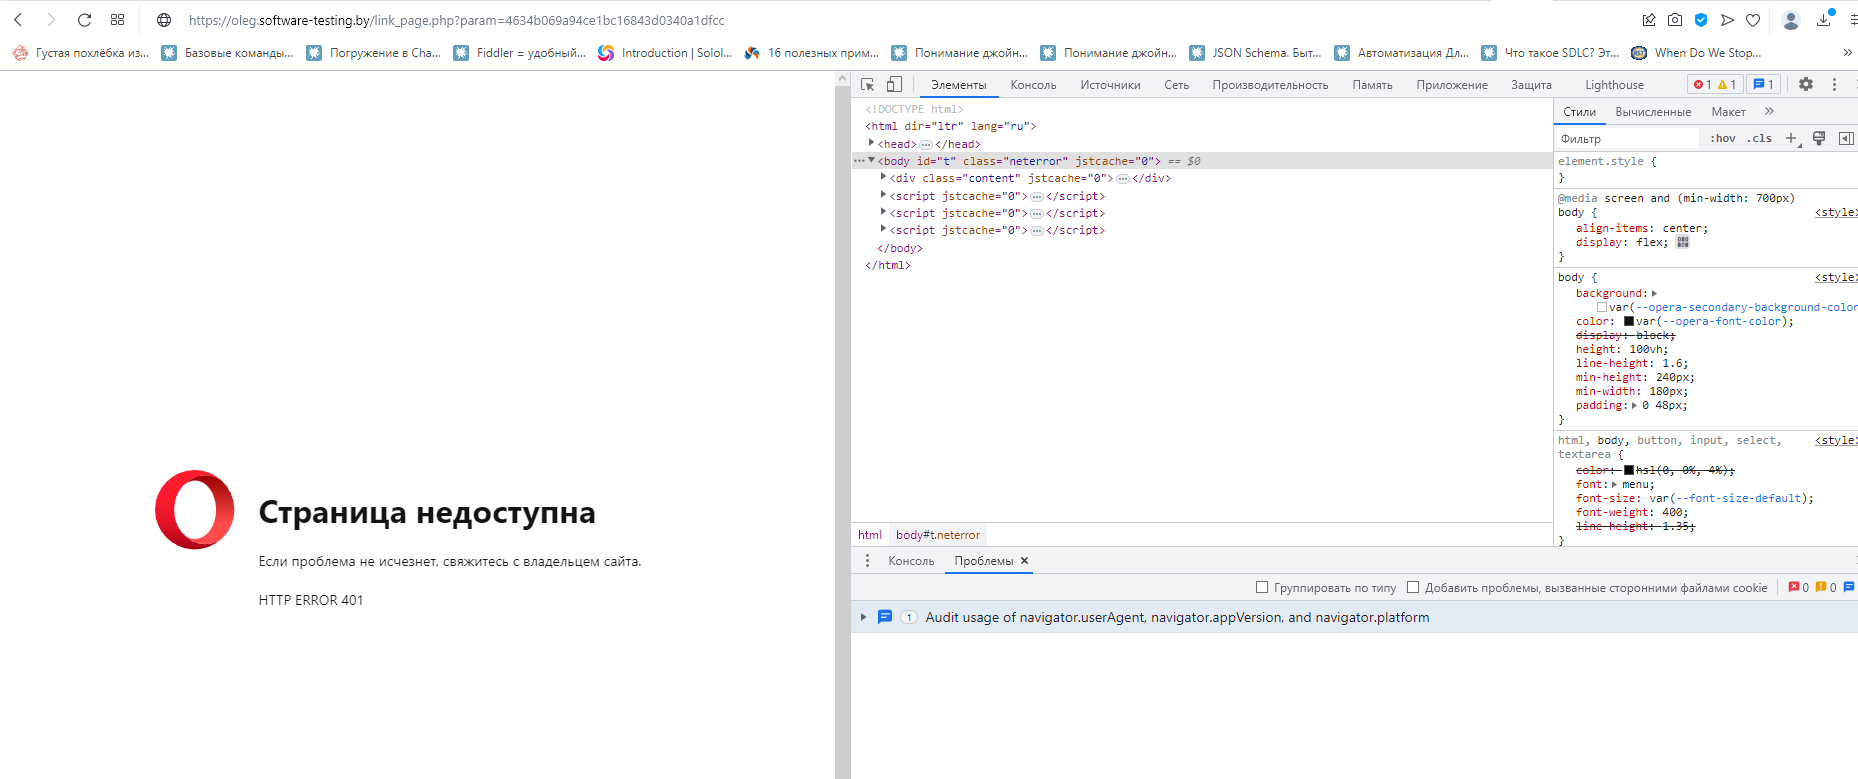 https://oleg.software-testing.by/link_page.php?param=4634b069a94ce1bc16843d0340a1dfcc
Густая похлёбка из... Базовые команды... Погружение в Cha... Fiddler = удобный... Introduction | Solol... 16 полезных прим... Понимание джойн... Понимание джойн... JSON Schema. Быт... Автоматизация Дл... Что такое SDLC? Эт... When Do We Stop... »
Элементы Консоль Источники Сеть Производительность Память Приложение Защита Lighthouse 1 1 1
<!DOCTYPE html>
<html dir="ltr" lang="ru">
<head>…</head>
<body id="t" class="neterror" jstcache="0"> == $0
<div class="content" jstcache="0">…</div>
<script jstcache="0">…</script>
<script jstcache="0">…</script>
<script jstcache="0">…</script>
</body>
</html>
html body#t.neterror
Стили Вычисленные Макет »
Фильтр :hov .cls +
element.style {
}
@media screen and (min-width: 700px)
body { <style>
align-items: center;
display: flex;
}
body { <style>
background:
var(--opera-secondary-background-color
color: var(--opera-font-color);
display: block;
height: 100vh;
line-height: 1.6;
min-height: 240px;
min-width: 180px;
padding: 0 48px;
}
html, body, button, input, select, <style>
textarea {
color: hsl(0, 0%, 4%);
font: menu;
font-size: var(--font-size-default);
font-weight: 400;
line-height: 1.35;
}
Страница недоступна
Если проблема не исчезнет, свяжитесь с владельцем сайта.
HTTP ERROR 401
Консоль Проблемы ×
Группировать по типу Добавить проблемы, вызванные сторонними файлами cookie 0 0
1 Audit usage of navigator.userAgent, navigator.appVersion, and navigator.platform